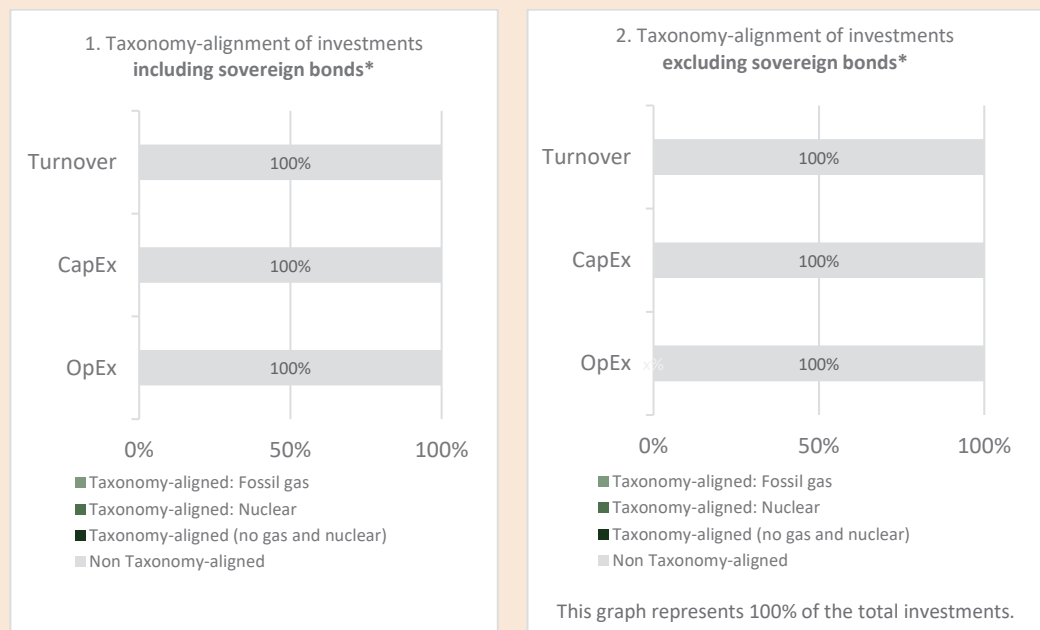 1. Taxonomy-alignment of investments
including sovereign bonds*
Turnover
100%
CapEx
100%
OpEx
100%
0% 50% 100%
Taxonomy-aligned: Fossil gas
Taxonomy-aligned: Nuclear
Taxonomy-aligned (no gas and nuclear)
Non Taxonomy-aligned
2. Taxonomy-alignment of investments
excluding sovereign bonds*
Turnover
100%
CapEx
100%
OpEx
x%
100%
0% 50% 100%
Taxonomy-aligned: Fossil gas
Taxonomy-aligned: Nuclear
Taxonomy-aligned (no gas and nuclear)
Non Taxonomy-aligned
This graph represents 100% of the total investments.